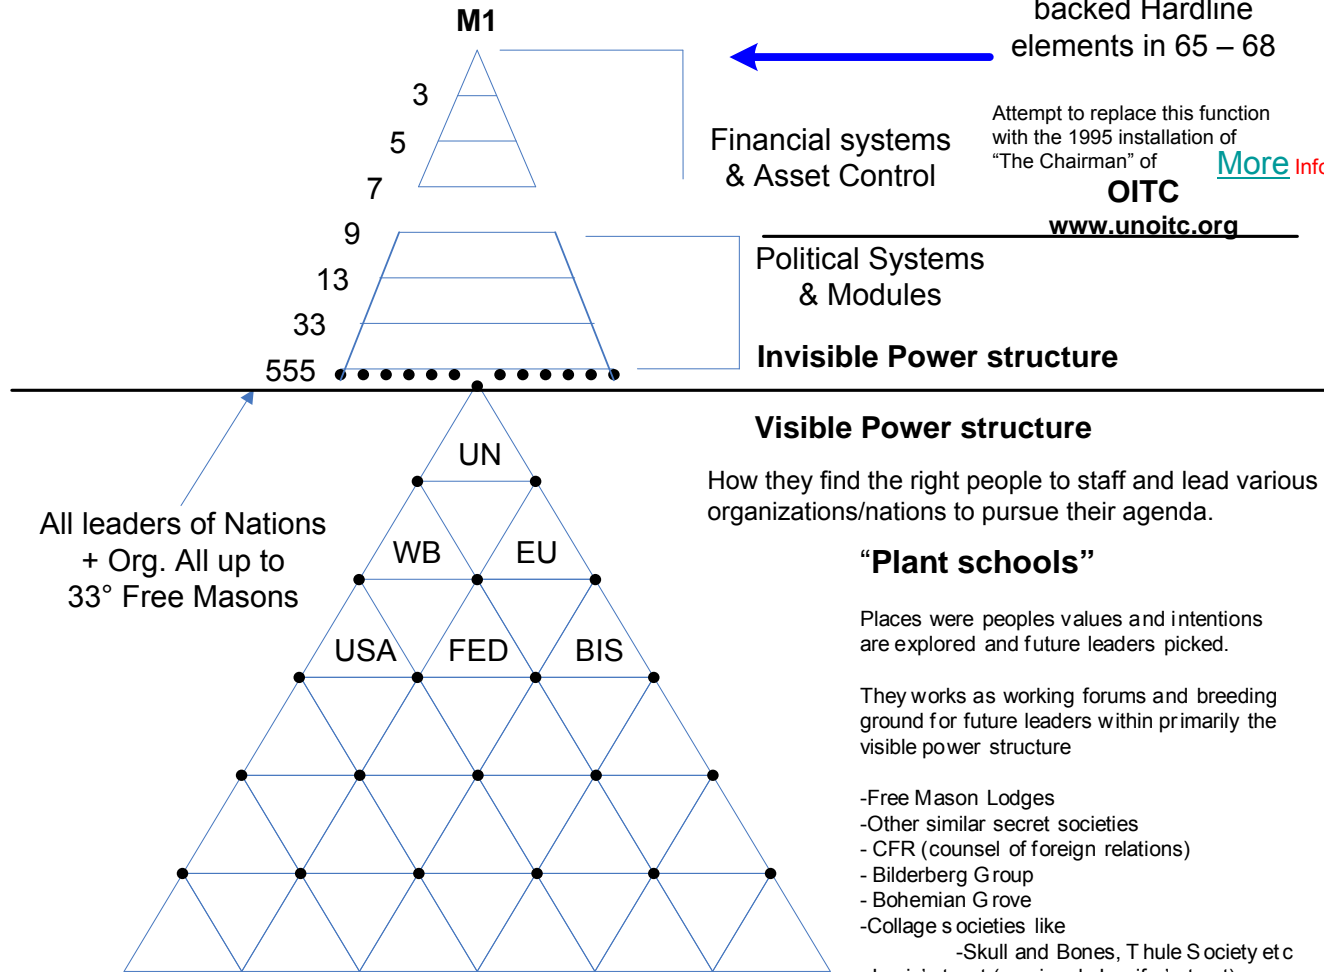 M1
backed Hardline
elements in 65 – 68
3
5
7
9
13
33
555
Financial systems
& Asset Control
Attempt to replace this function
with the 1995 installation of
“The Chairman” of
More Info
OITC
www.unoitc.org
Political Systems
& Modules
Invisible Power structure
Visible Power structure
UN
WB EU
USA FED BIS
All leaders of Nations
+ Org. All up to
33° Free Masons
How they find the right people to staff and lead various
organizations/nations to pursue their agenda.
“Plant schools”
Places were peoples values and intentions
are explored and future leaders picked.
They works as working forums and breeding
ground for future leaders within primarily the
visible power structure
-Free Mason Lodges
-Other similar secret societies
- CFR (counsel of foreign relations)
- Bilderberg Group
- Bohemian Grove
-Collage societies like
-Skull and Bones, Thule Society etc